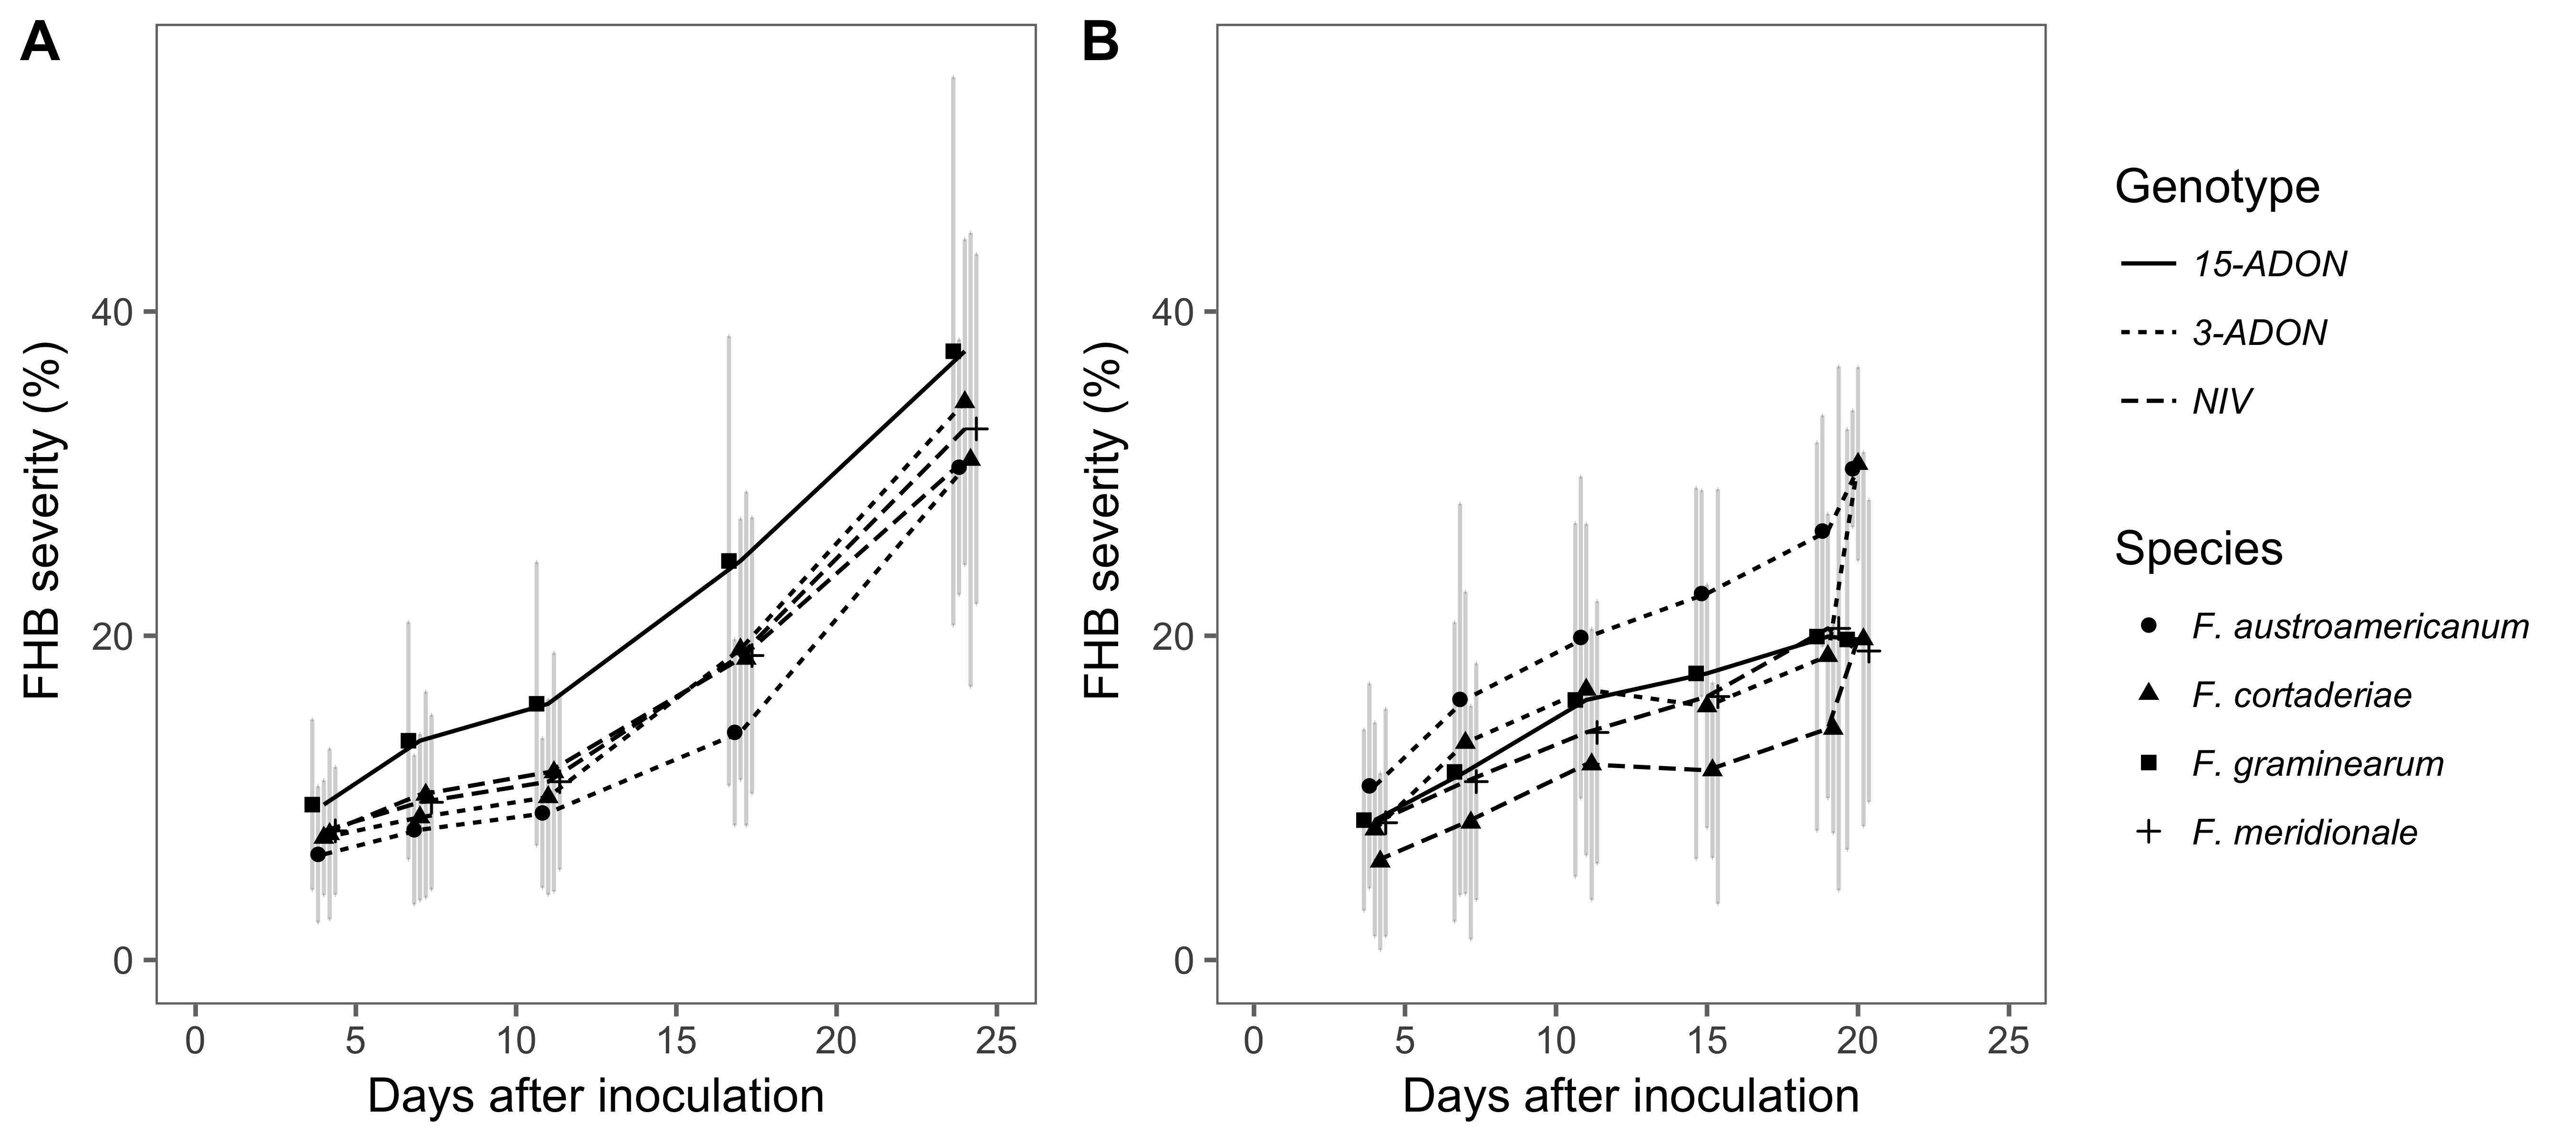 A
FHB severity (%)
40
20
0
0 5 10 15 20 25
Days after inoculation
B
FHB severity (%)
40
20
0
0 5 10 15 20 25
Days after inoculation
Genotype
15-ADON
3-ADON
NIV
Species
F. austroamericanum
F. cortaderiae
F. graminearum
F. meridionale